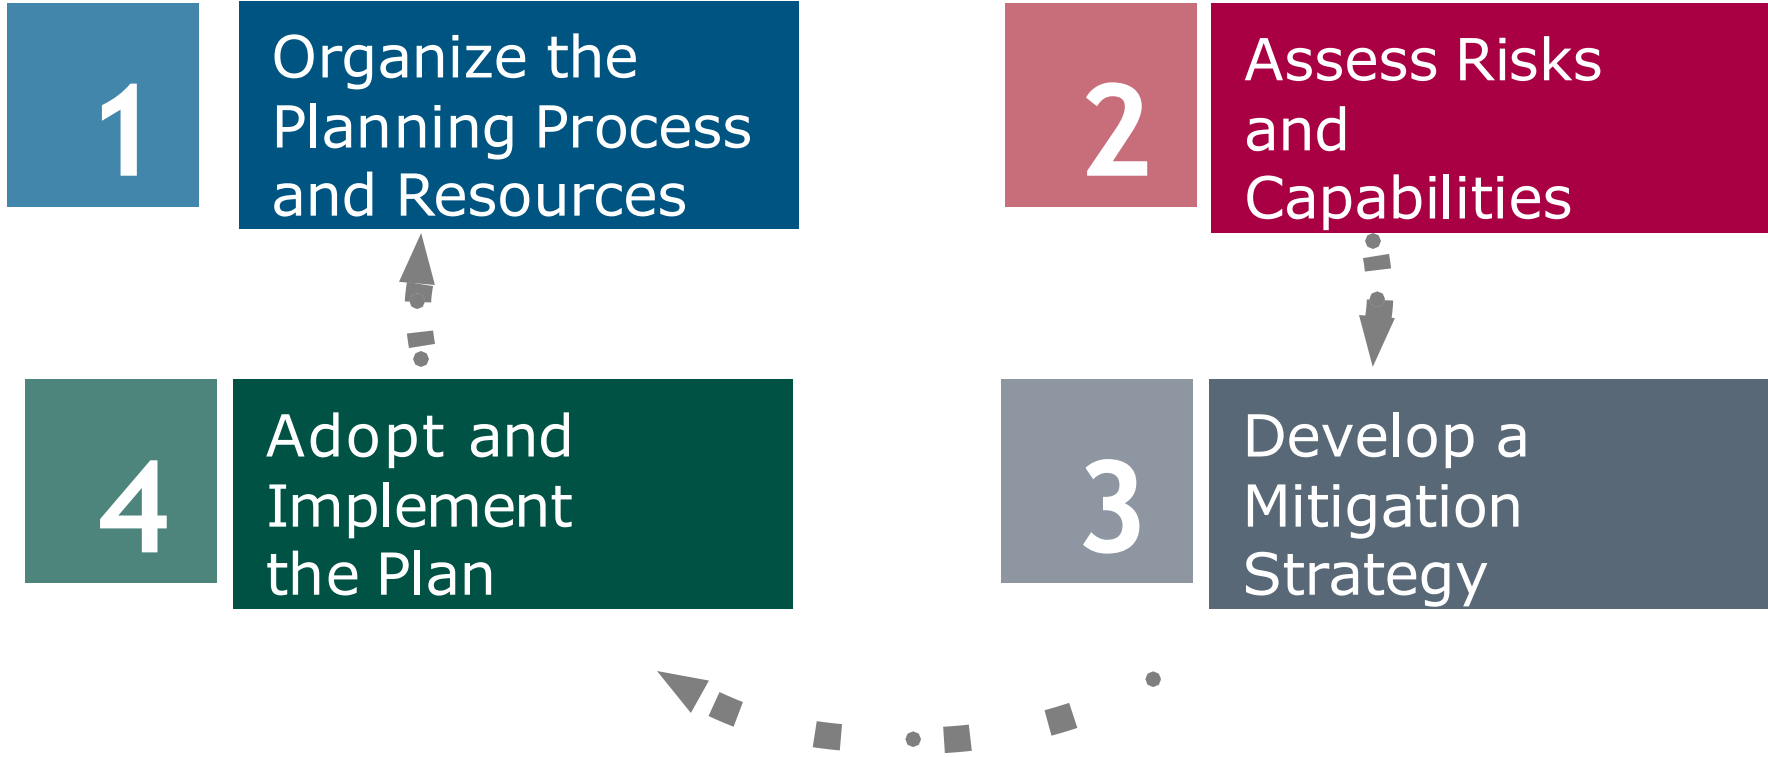 1
Organize the
Planning Process
and Resources
2
Assess Risks
and
Capabilities
4
Adopt and
Implement
the Plan
3
Develop a
Mitigation
Strategy